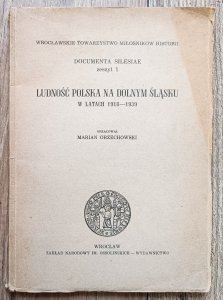 WROCŁAWSKIE TOWARZYSTWO MIŁOŚNIKÓW HISTORII
DOCUMENTA SILESIAE
zeszyt 1
LUDNOŚĆ POLSKA NA DOLNYM ŚLĄSKU
W LATACH 1918—1939
OPRACOWAŁ
MARIAN ORZECHOWSKI
WROCŁAW
ZAKŁAD NARODOWY IM. OSSOLIŃSKICH — WYDAWNICTWO